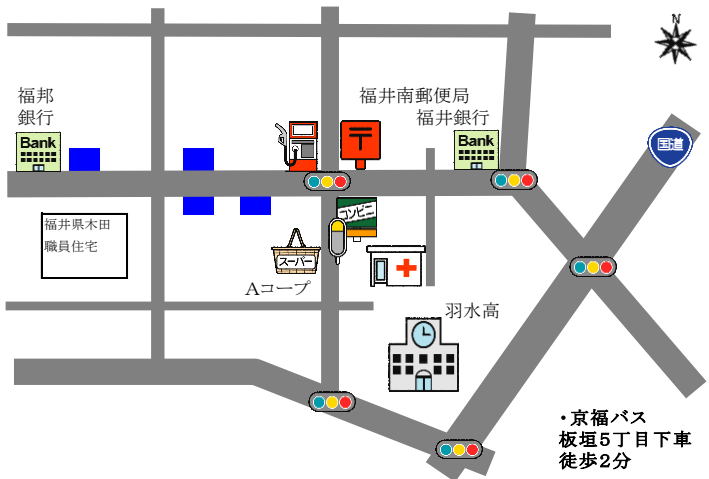 N
福井南郵便局
福邦
銀行
福井銀行
Bank
Bank
〒
国道
コンビニ
福井県木田
職員住宅
スーパー
Aコープ
羽水高
・京福バス
板垣5丁目下車
徒歩2分